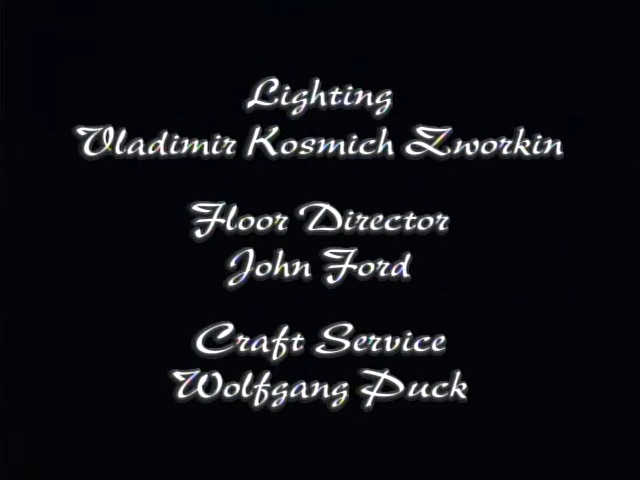 Lighting
Vladimir Kosmich Zworkin
Floor Director
John Ford
Craft Service
Wolfgang Puck